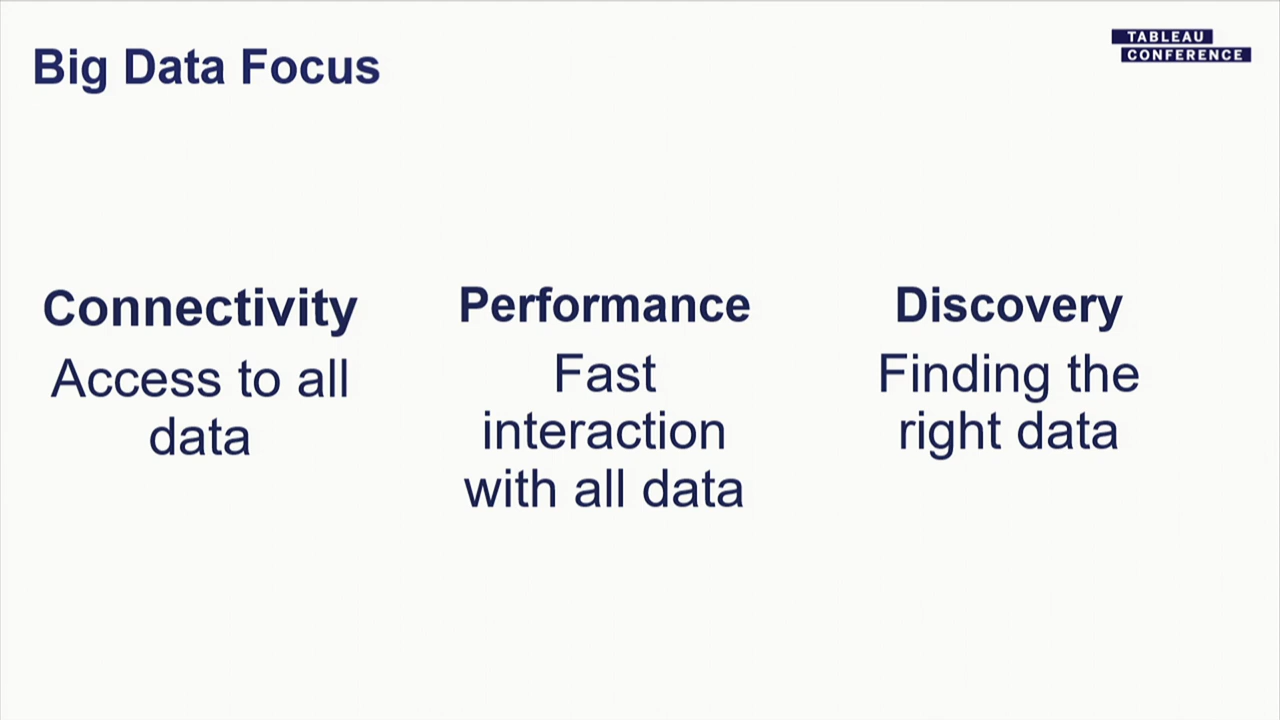 Big Data Focus
TABLEAU
CONFERENCE
Connectivity
Access to all
data
Performance
Fast
interaction
with all data
Discovery
Finding the
right data